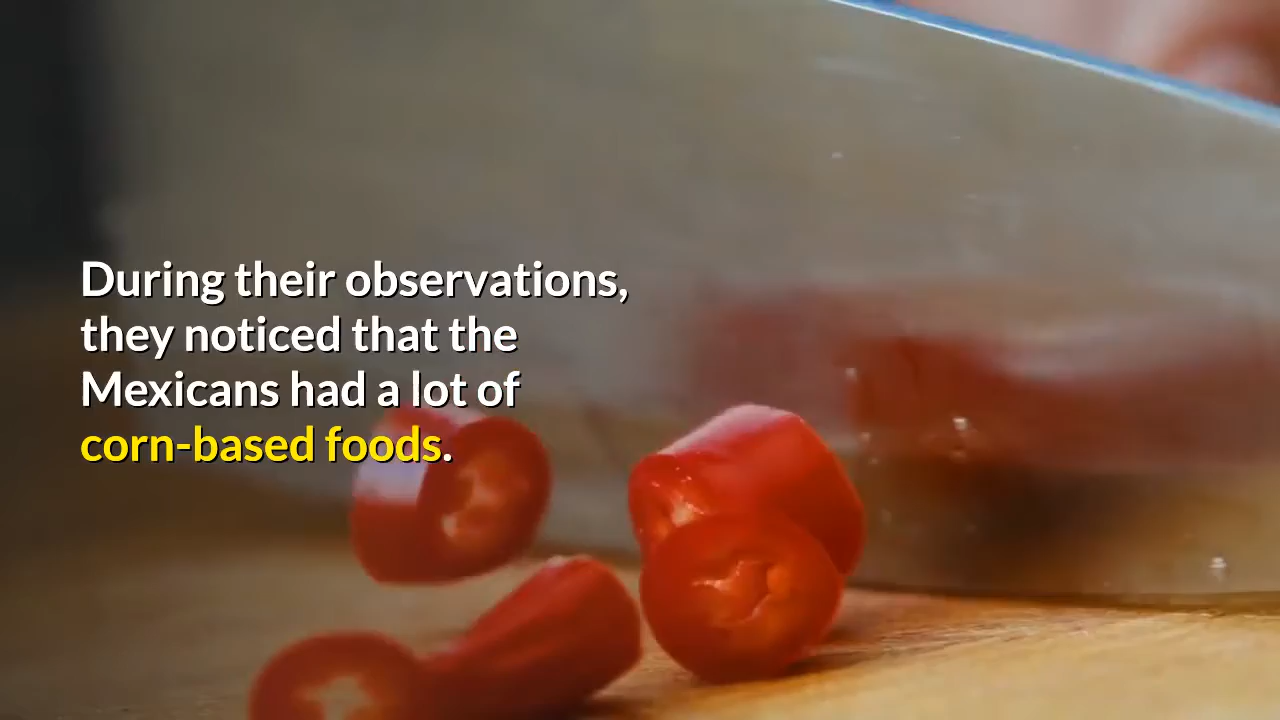 During their observations,
they noticed that the
Mexicans had a lot of
corn-based foods.